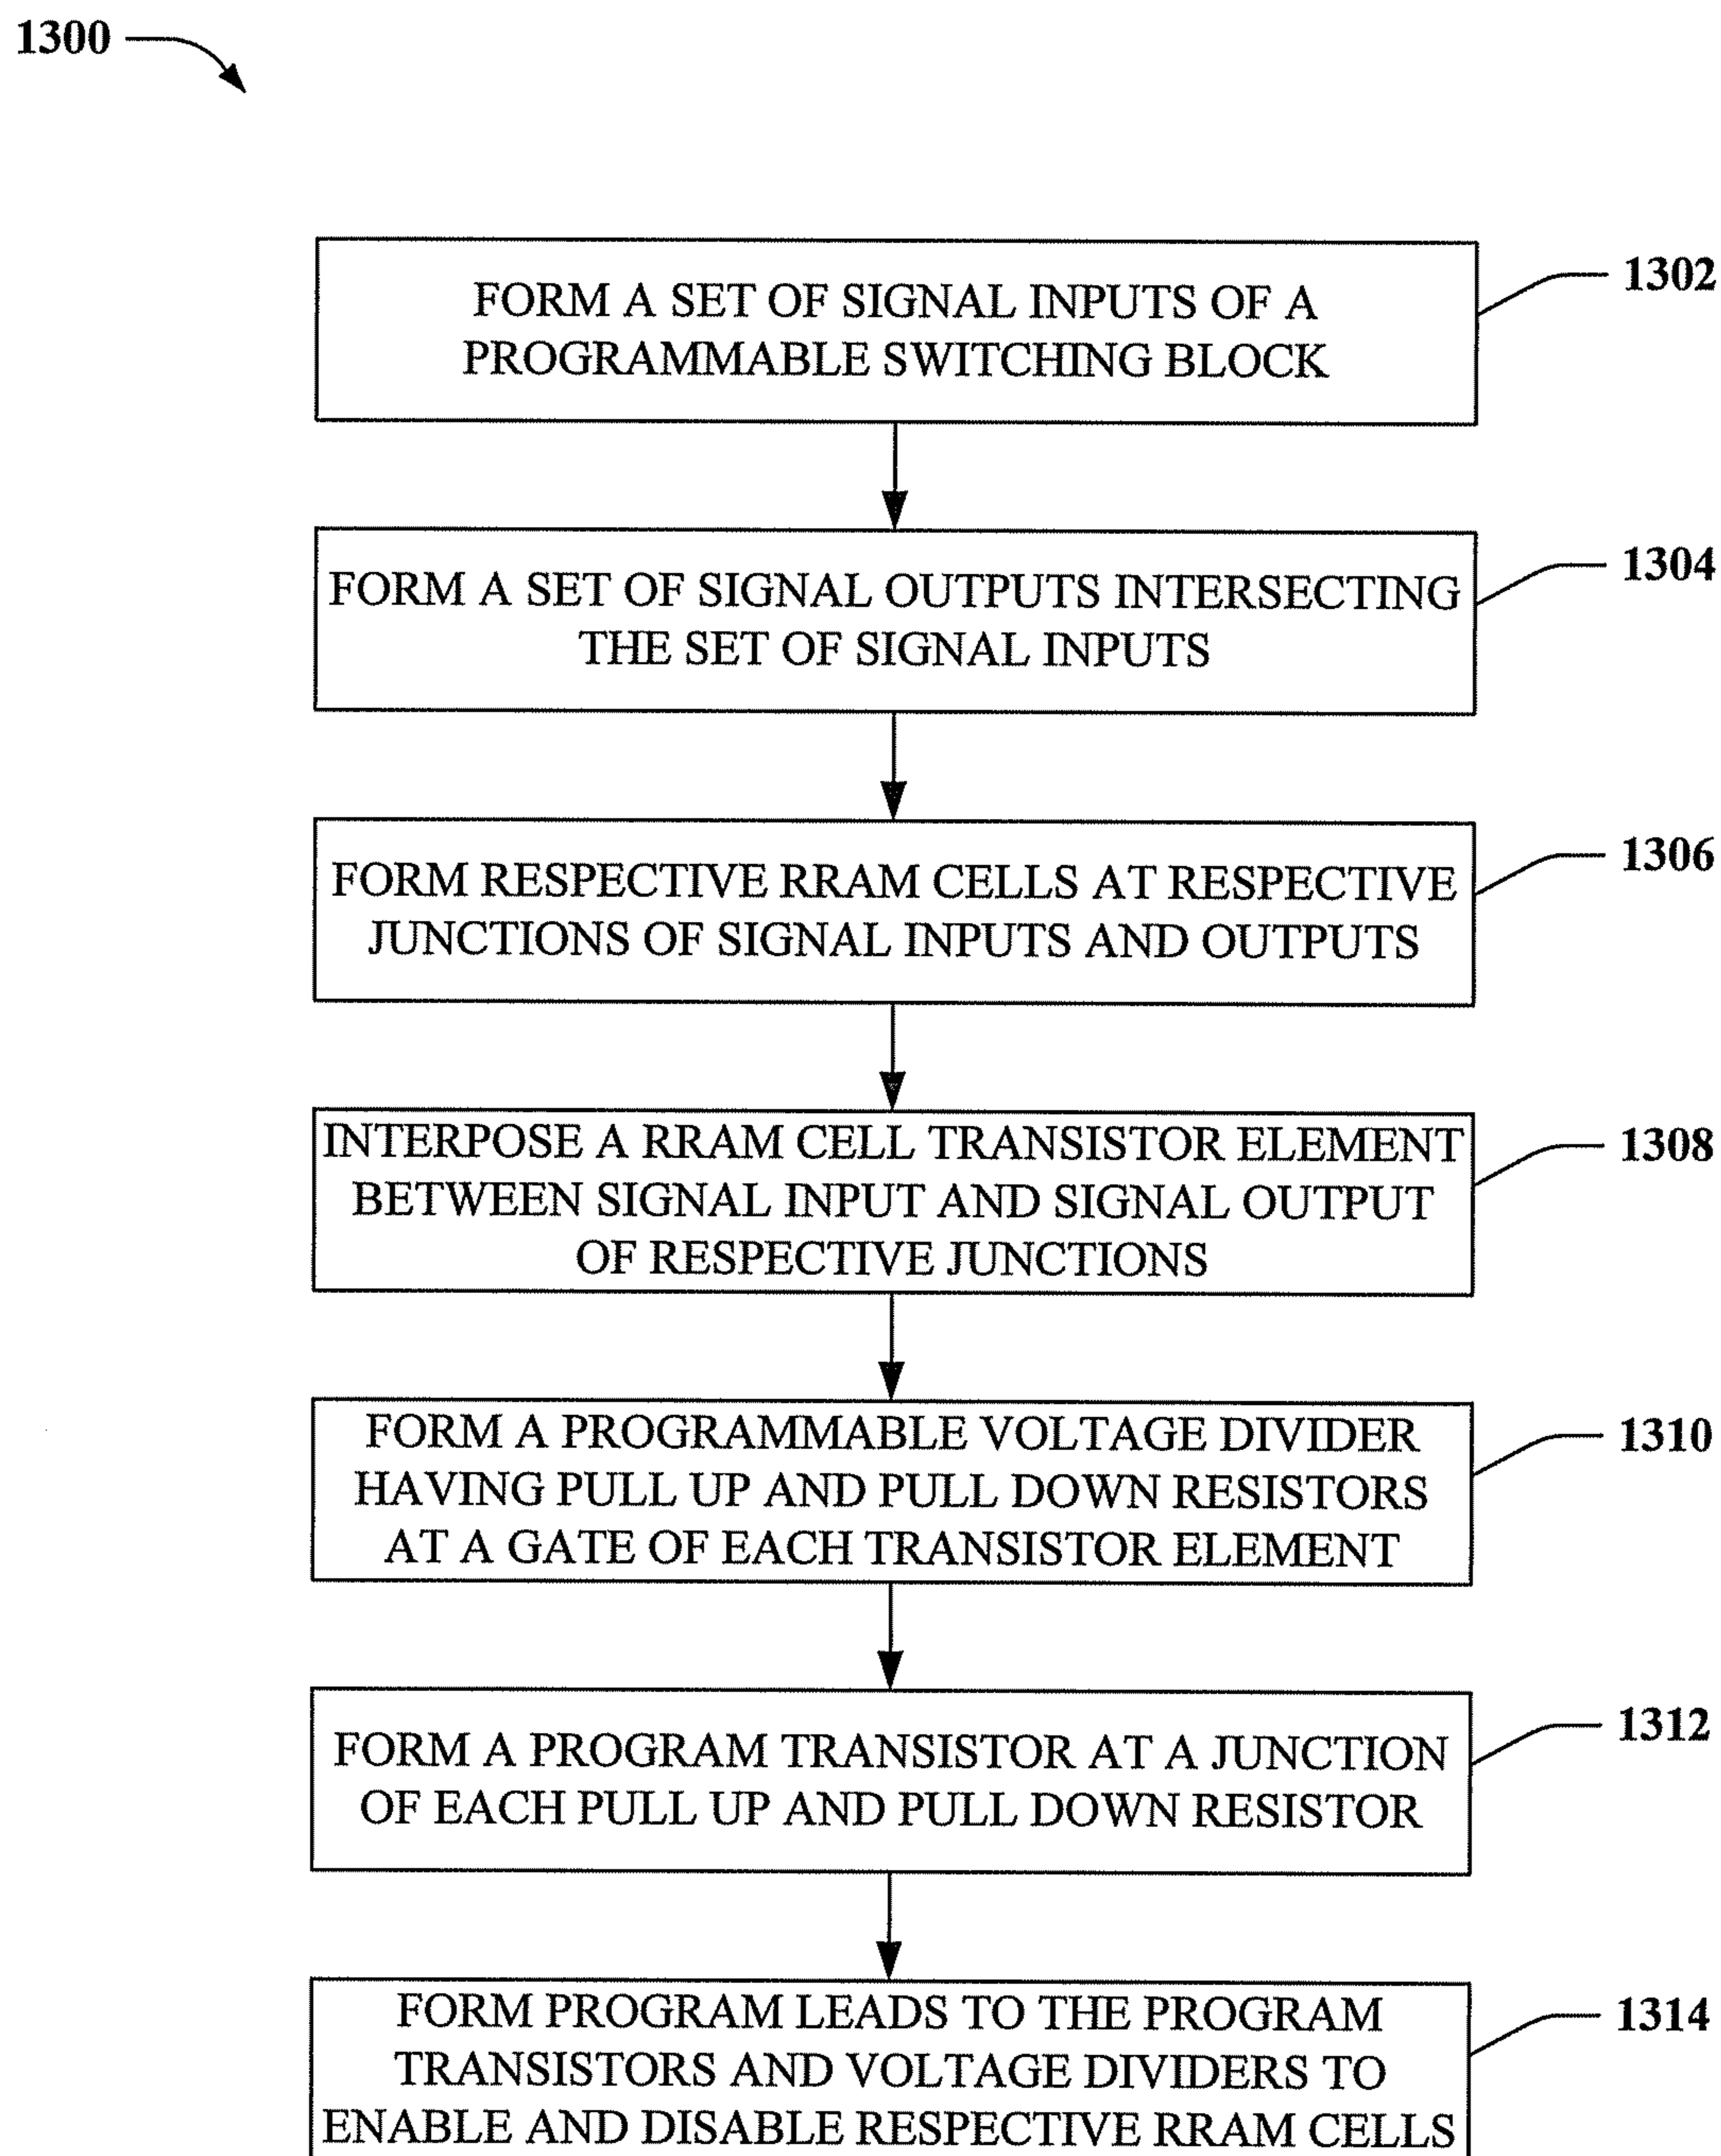 1300
FORM A SET OF SIGNAL INPUTS OF A
PROGRAMMABLE SWITCHING BLOCK
1302
FORM A SET OF SIGNAL OUTPUTS INTERSECTING
THE SET OF SIGNAL INPUTS
1304
FORM RESPECTIVE RRAM CELLS AT RESPECTIVE
JUNCTIONS OF SIGNAL INPUTS AND OUTPUTS
1306
INTERPOSE A RRAM CELL TRANSISTOR ELEMENT
BETWEEN SIGNAL INPUT AND SIGNAL OUTPUT
OF RESPECTIVE JUNCTIONS
1308
FORM A PROGRAMMABLE VOLTAGE DIVIDER
HAVING PULL UP AND PULL DOWN RESISTORS
AT A GATE OF EACH TRANSISTOR ELEMENT
1310
FORM A PROGRAM TRANSISTOR AT A JUNCTION
OF EACH PULL UP AND PULL DOWN RESISTOR
1312
FORM PROGRAM LEADS TO THE PROGRAM
TRANSISTORS AND VOLTAGE DIVIDERS TO
ENABLE AND DISABLE RESPECTIVE RRAM CELLS
1314